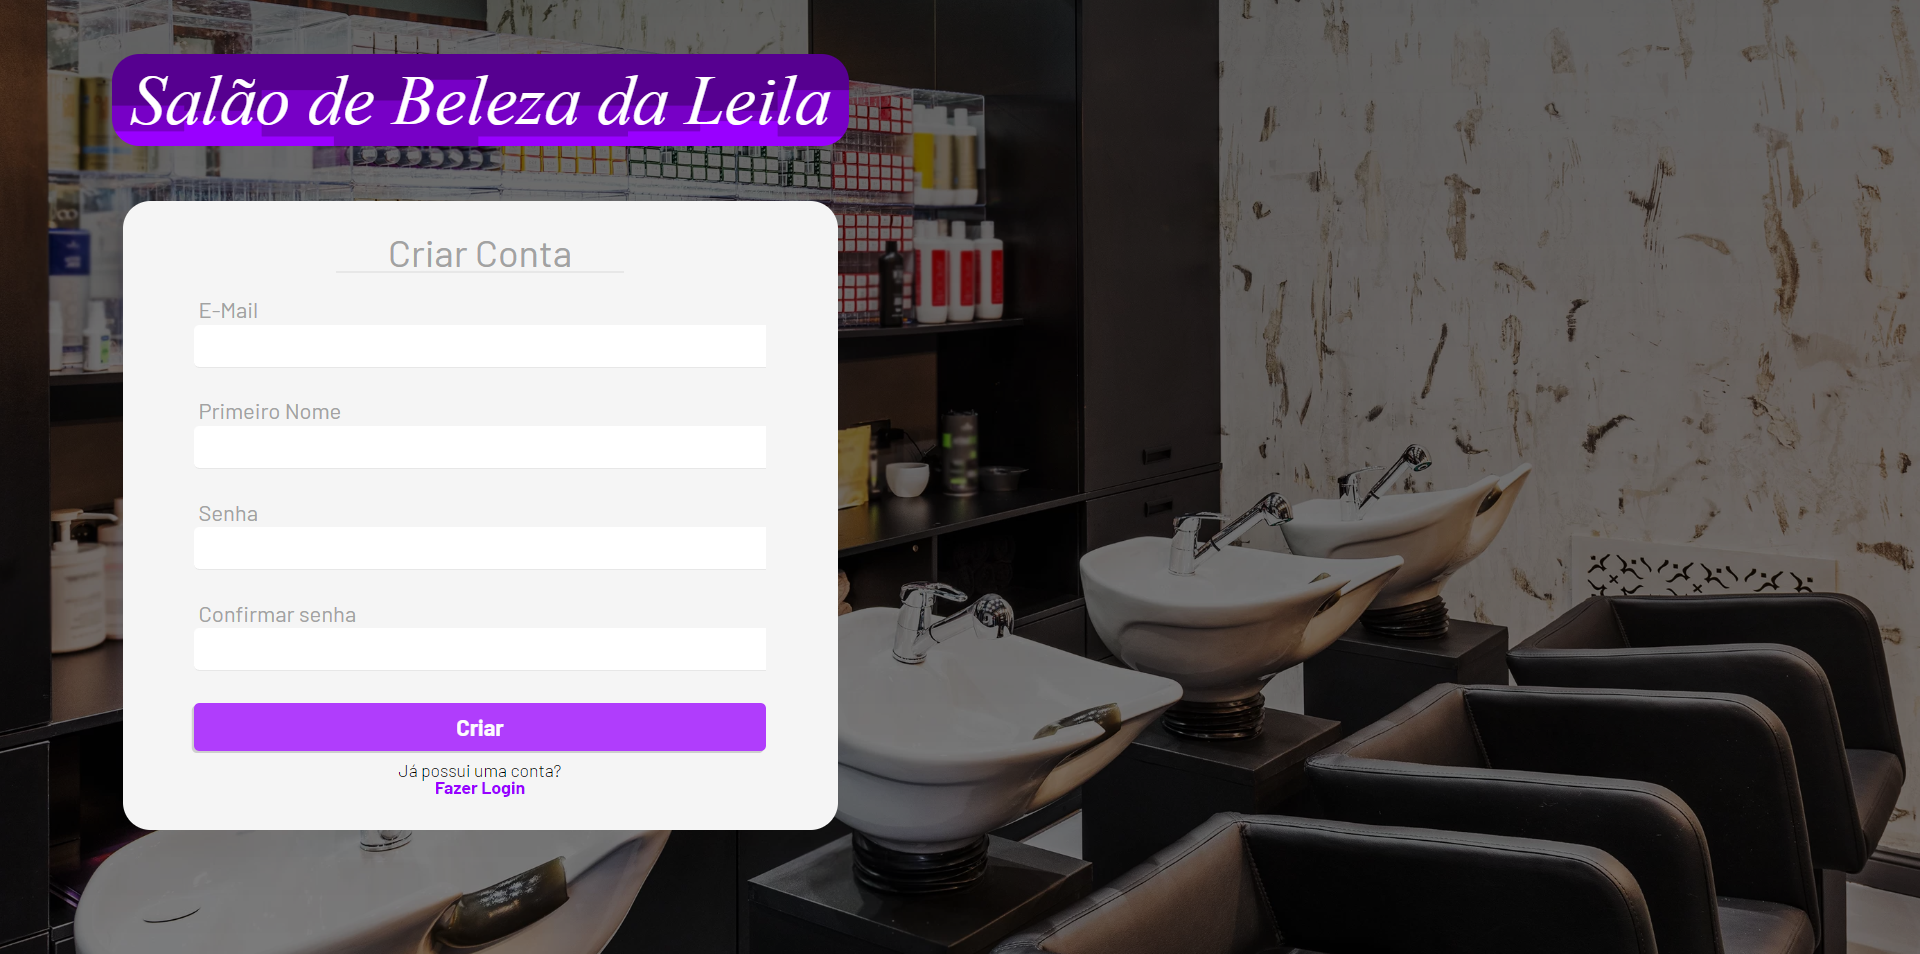 Salão de Beleza da Leila
Criar Conta
E-Mail
Primeiro Nome
Senha
Confirmar senha
Criar
Já possui uma conta?
Fazer Login